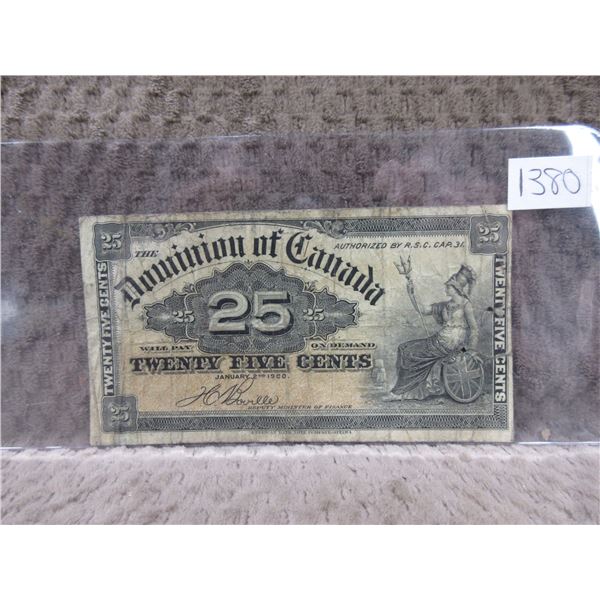 1380
25
25
THE
Dominion of Canada
AUTHORIZED BY R.S.C. CAP. 31.
TWENTY FIVE CENTS
TWENTY FIVE CENTS
25
25
25
WILL PAY
ON DEMAND
TWENTY FIVE CENTS
JANUARY 2ND 1900.
H C Boville
DEPUTY MINISTER OF FINANCE
25